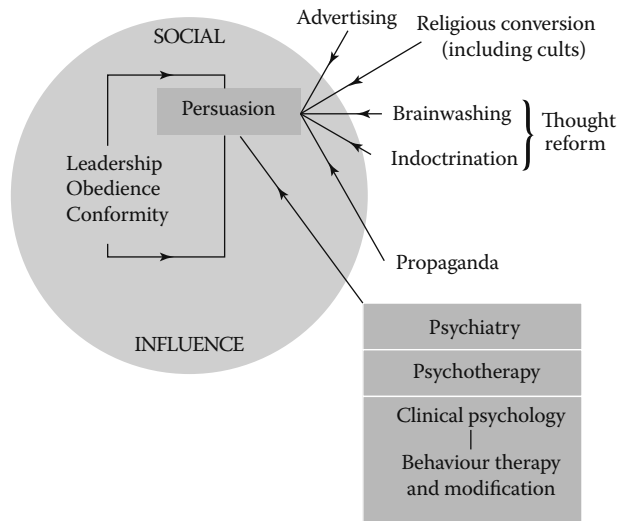 SOCIAL
Advertising
Religious conversion
(including cults)
Persuasion
Brainwashing
Indoctrination
Thought
reform
Leadership
Obedience
Conformity
Propaganda
INFLUENCE
Psychiatry
Psychotherapy
Clinical psychology
Behaviour therapy
and modification